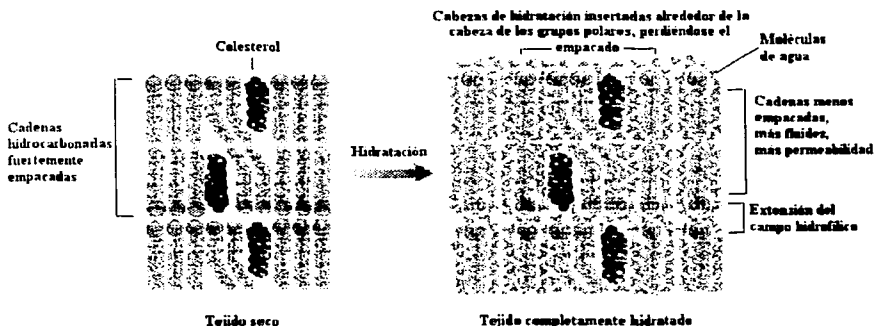 Colesterol
Cadenas
hidrocarbonadas
fuertemente
empacadas
Tejido seco
Hidratación
Cabezas de hidratación insertadas alrededor de la
cabeza de los grupos polares, perdiéndose el
empacado
Moléculas
de agua
Cadenas menos
empacadas,
más fluidez,
más permeabilidad
Extensión del
campo hidrofílico
Tejido completamente hidratado